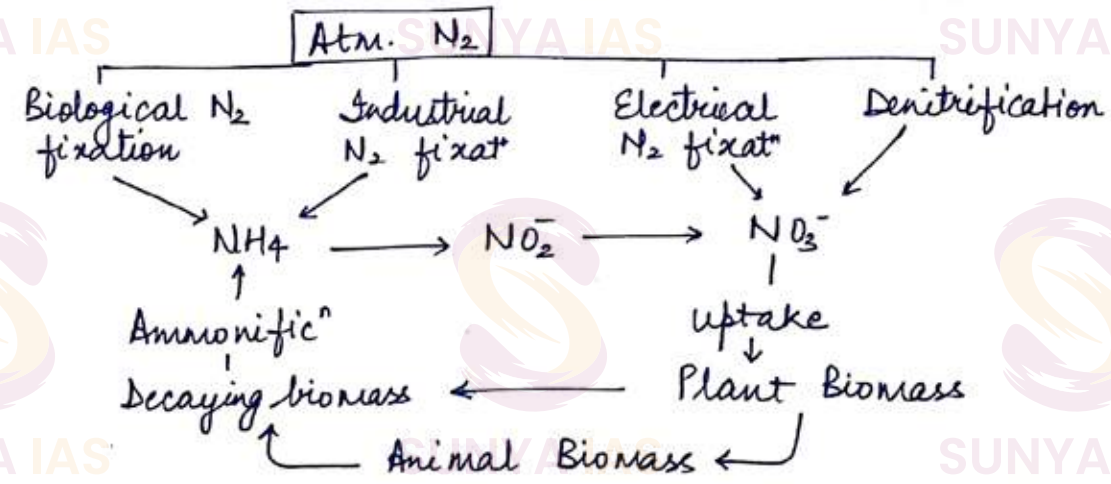 Atm. N₂
Biological N₂ fixation
Industrial N₂ fixatⁿ
Electrical N₂ fixatⁿ
Denitrification
NH4 → NO₂⁻ → NO₃⁻
Ammonificⁿ
uptake
Decaying biomass ← Plant Biomass
Animal Biomass
SUNYA IAS